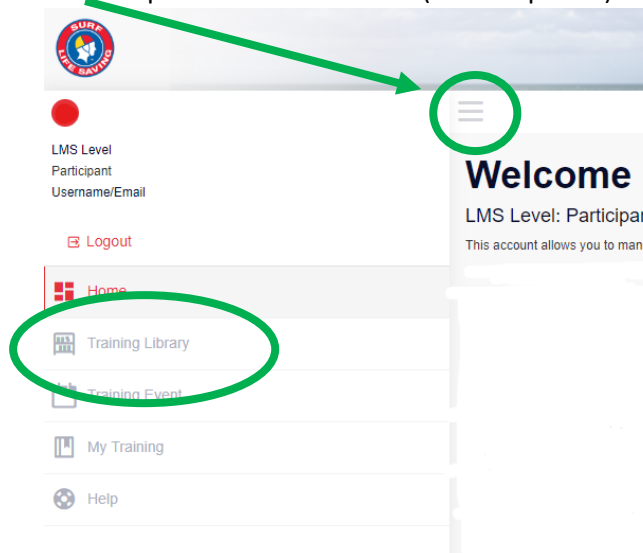 SURF
LIFE SAVING
LMS Level
Participant
Username/Email
Logout
Home
Training Library
Training Event
My Training
Help
Welcome
LMS Level: Participan
This account allows you to man